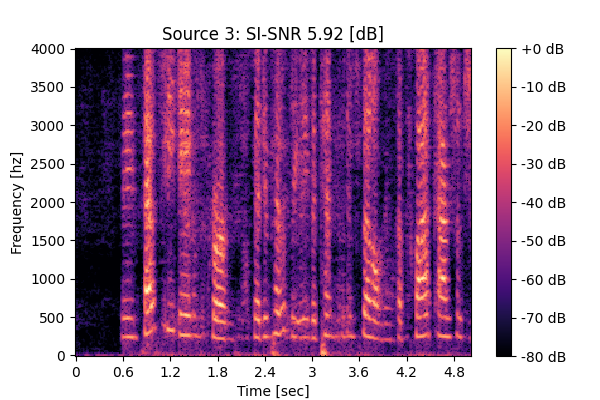 Source 3: SI-SNR 5.92 [dB]
4000
3500
3000
2500
2000
1500
1000
500
0
Frequency [hz]
0 0.6 1.2 1.8 2.4 3 3.6 4.2 4.8
Time [sec]
+0 dB
-10 dB
-20 dB
-30 dB
-40 dB
-50 dB
-60 dB
-70 dB
-80 dB